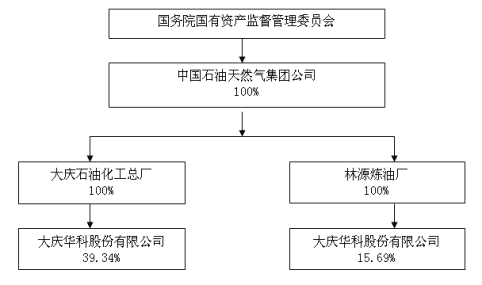 国务院国有资产监督管理委员会
中国石油天然气集团公司
100%
大庆石油化工总厂
100%
林源炼油厂
100%
大庆华科股份有限公司
39.34%
大庆华科股份有限公司
15.69%